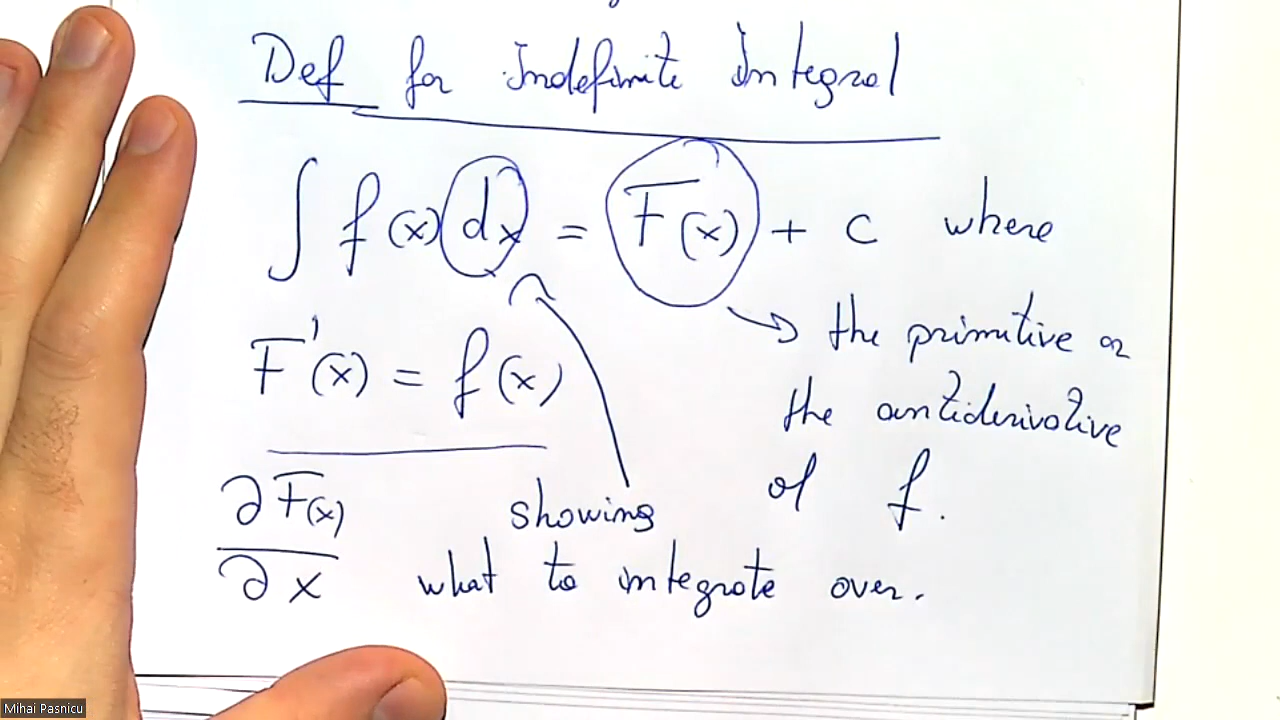 Def for Indefinite Integral
∫ f(x) dx = F(x) + c where
the primitive or
F'(x) = f(x)
the antiderivative
of f.
∂F(x)
∂x
showing
what to integrate over.
Mihai Pasnicu